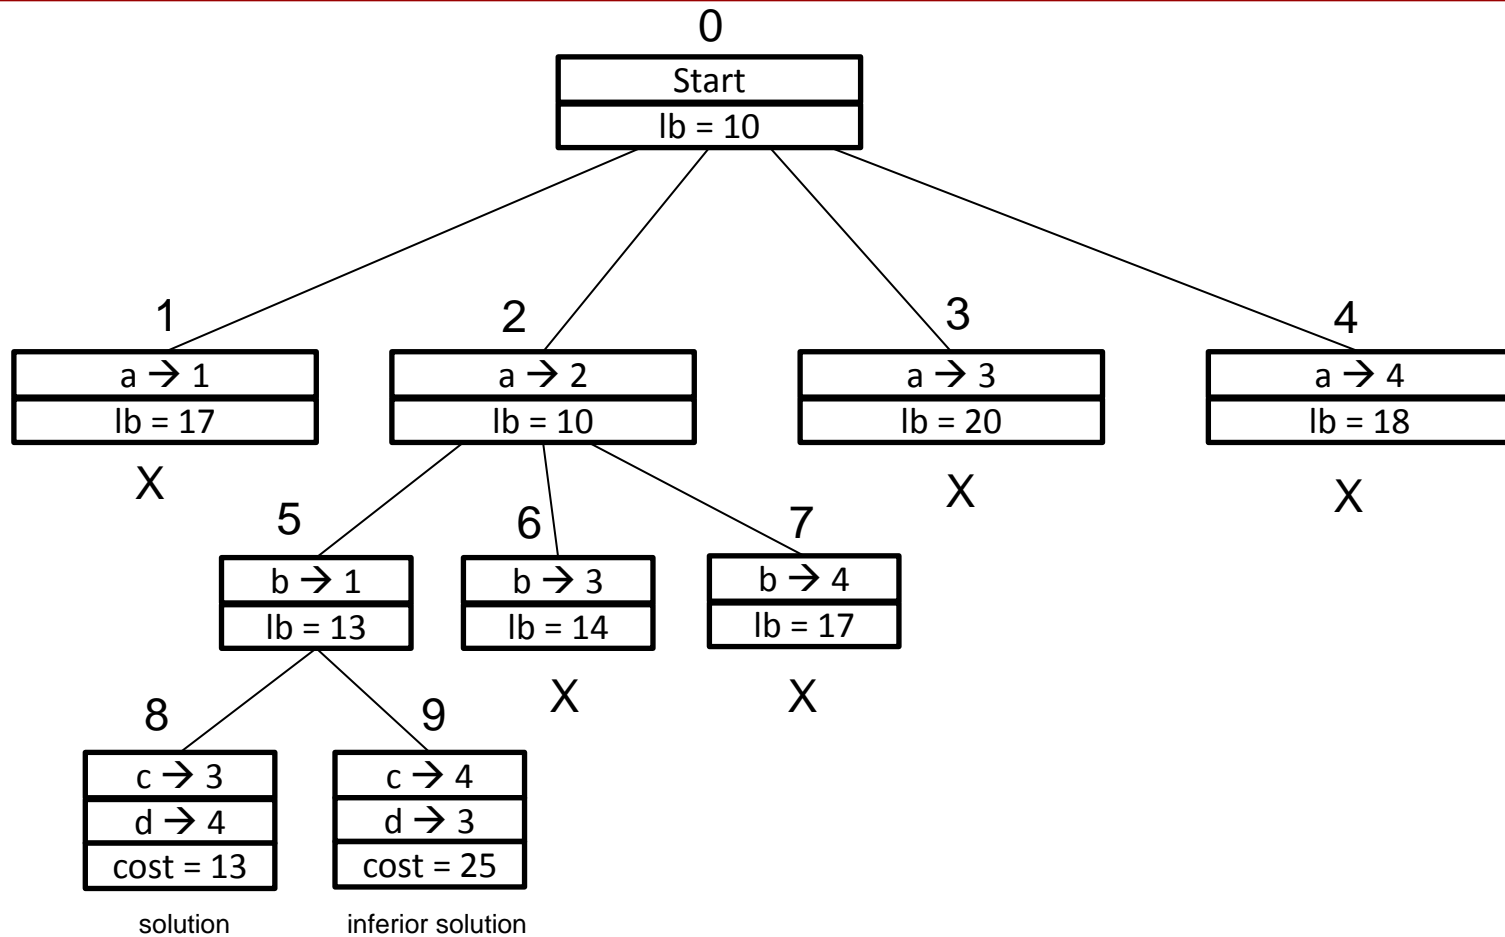 0
Start
lb = 10
1
a → 1
lb = 17
X
2
a → 2
lb = 10
3
a → 3
lb = 20
X
4
a → 4
lb = 18
X
5
b → 1
lb = 13
6
b → 3
lb = 14
X
7
b → 4
lb = 17
X
8
c → 3
d → 4
cost = 13
solution
9
c → 4
d → 3
cost = 25
inferior solution